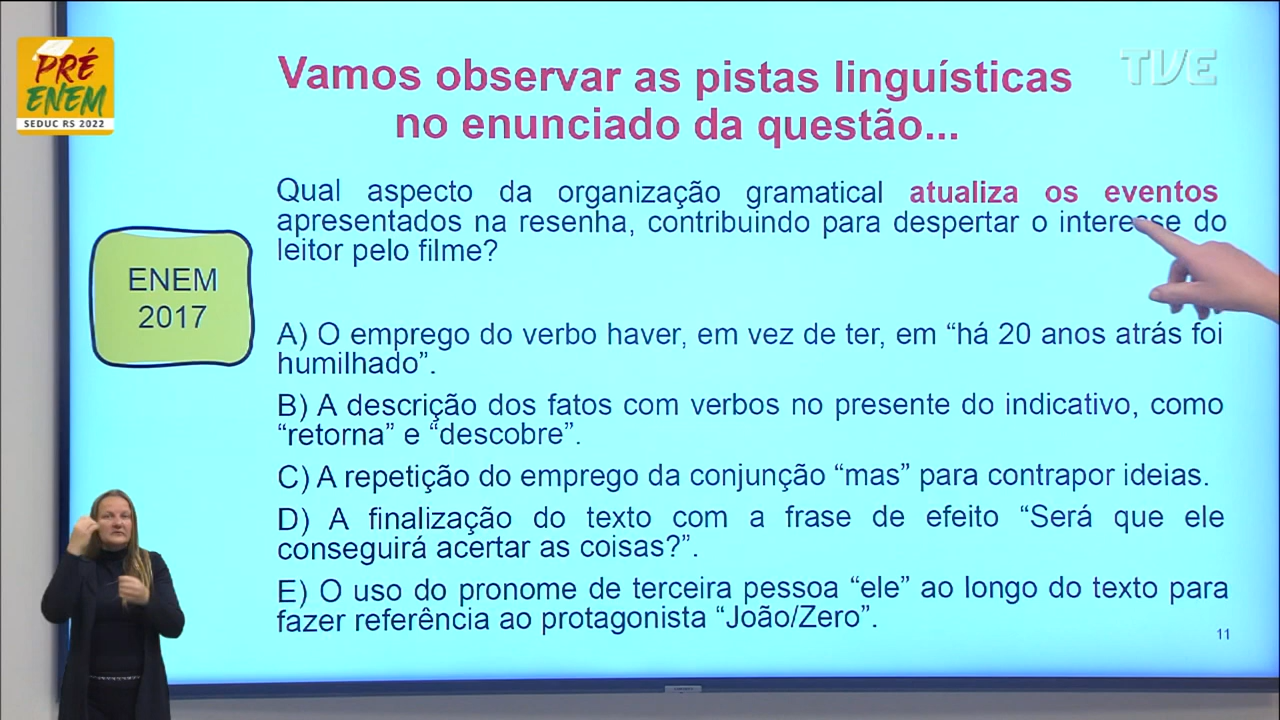 PRÉ
ENEM
SEDUC RS 2022
TVE
Vamos observar as pistas linguísticas
no enunciado da questão...
Qual aspecto da organização gramatical atualiza os eventos
apresentados na resenha, contribuindo para despertar o interesse do
leitor pelo filme?
ENEM
2017
A) O emprego do verbo haver, em vez de ter, em “há 20 anos atrás foi
humilhado”.
B) A descrição dos fatos com verbos no presente do indicativo, como
“retorna” e “descobre”.
C) A repetição do emprego da conjunção “mas” para contrapor ideias.
D) A finalização do texto com a frase de efeito “Será que ele
conseguirá acertar as coisas?”.
E) O uso do pronome de terceira pessoa “ele” ao longo do texto para
fazer referência ao protagonista “João/Zero”.
11